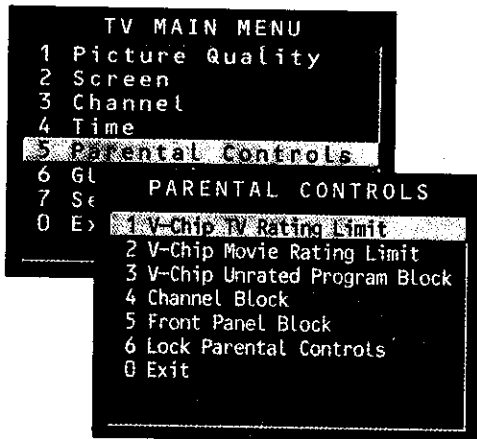 TV MAIN MENU
1 Picture Quality
2 Screen
3 Channel
4 Time
5 Parental Controls
6 GL
7 Se
0 Ex
PARENTAL CONTROLS
1 V-Chip TV Rating Limit
2 V-Chip Movie Rating Limit
3 V-Chip Unrated Program Block
4 Channel Block
5 Front Panel Block
6 Lock Parental Controls
0 Exit